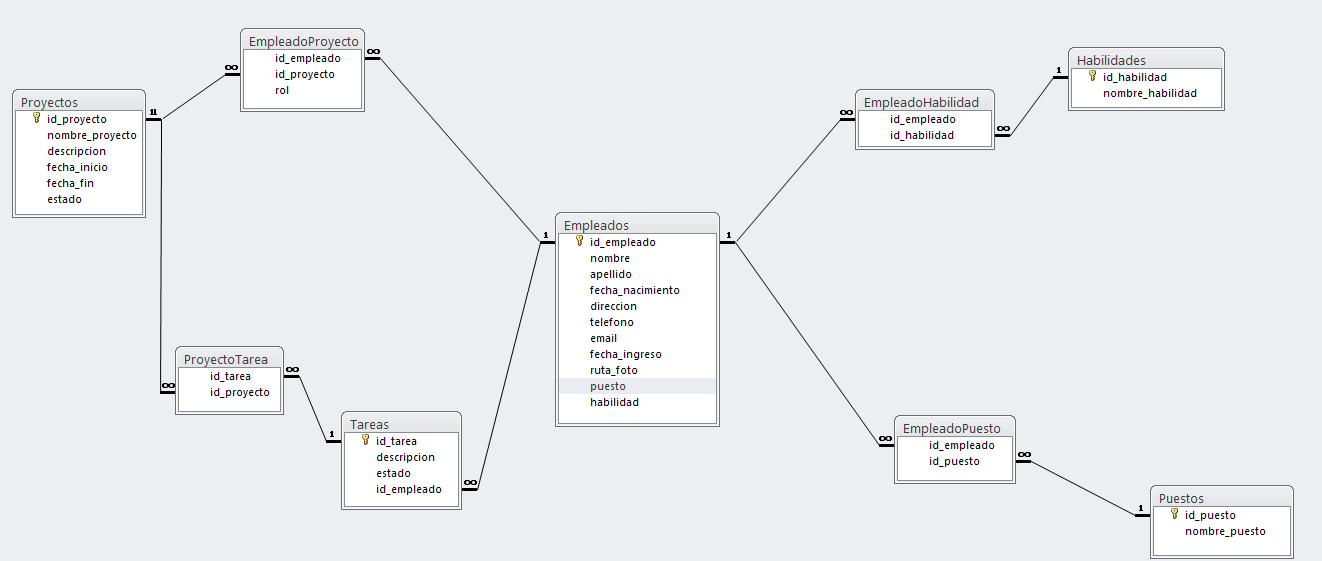 EmpleadoProyecto
id_empleado
id_proyecto
rol
Proyectos
id_proyecto
nombre_proyecto
descripcion
fecha_inicio
fecha_fin
estado
Habilidades
id_habilidad
nombre_habilidad
EmpleadoHabilidad
id_empleado
id_habilidad
Empleados
id_empleado
nombre
apellido
fecha_nacimiento
direccion
telefono
email
fecha_ingreso
ruta_foto
puesto
habilidad
ProyectoTarea
id_tarea
id_proyecto
Tareas
id_tarea
descripcion
estado
id_empleado
EmpleadoPuesto
id_empleado
id_puesto
Puestos
id_puesto
nombre_puesto
∞
∞
1
1
∞
∞
1
1
∞
1
∞
∞
1
1
∞
∞
1